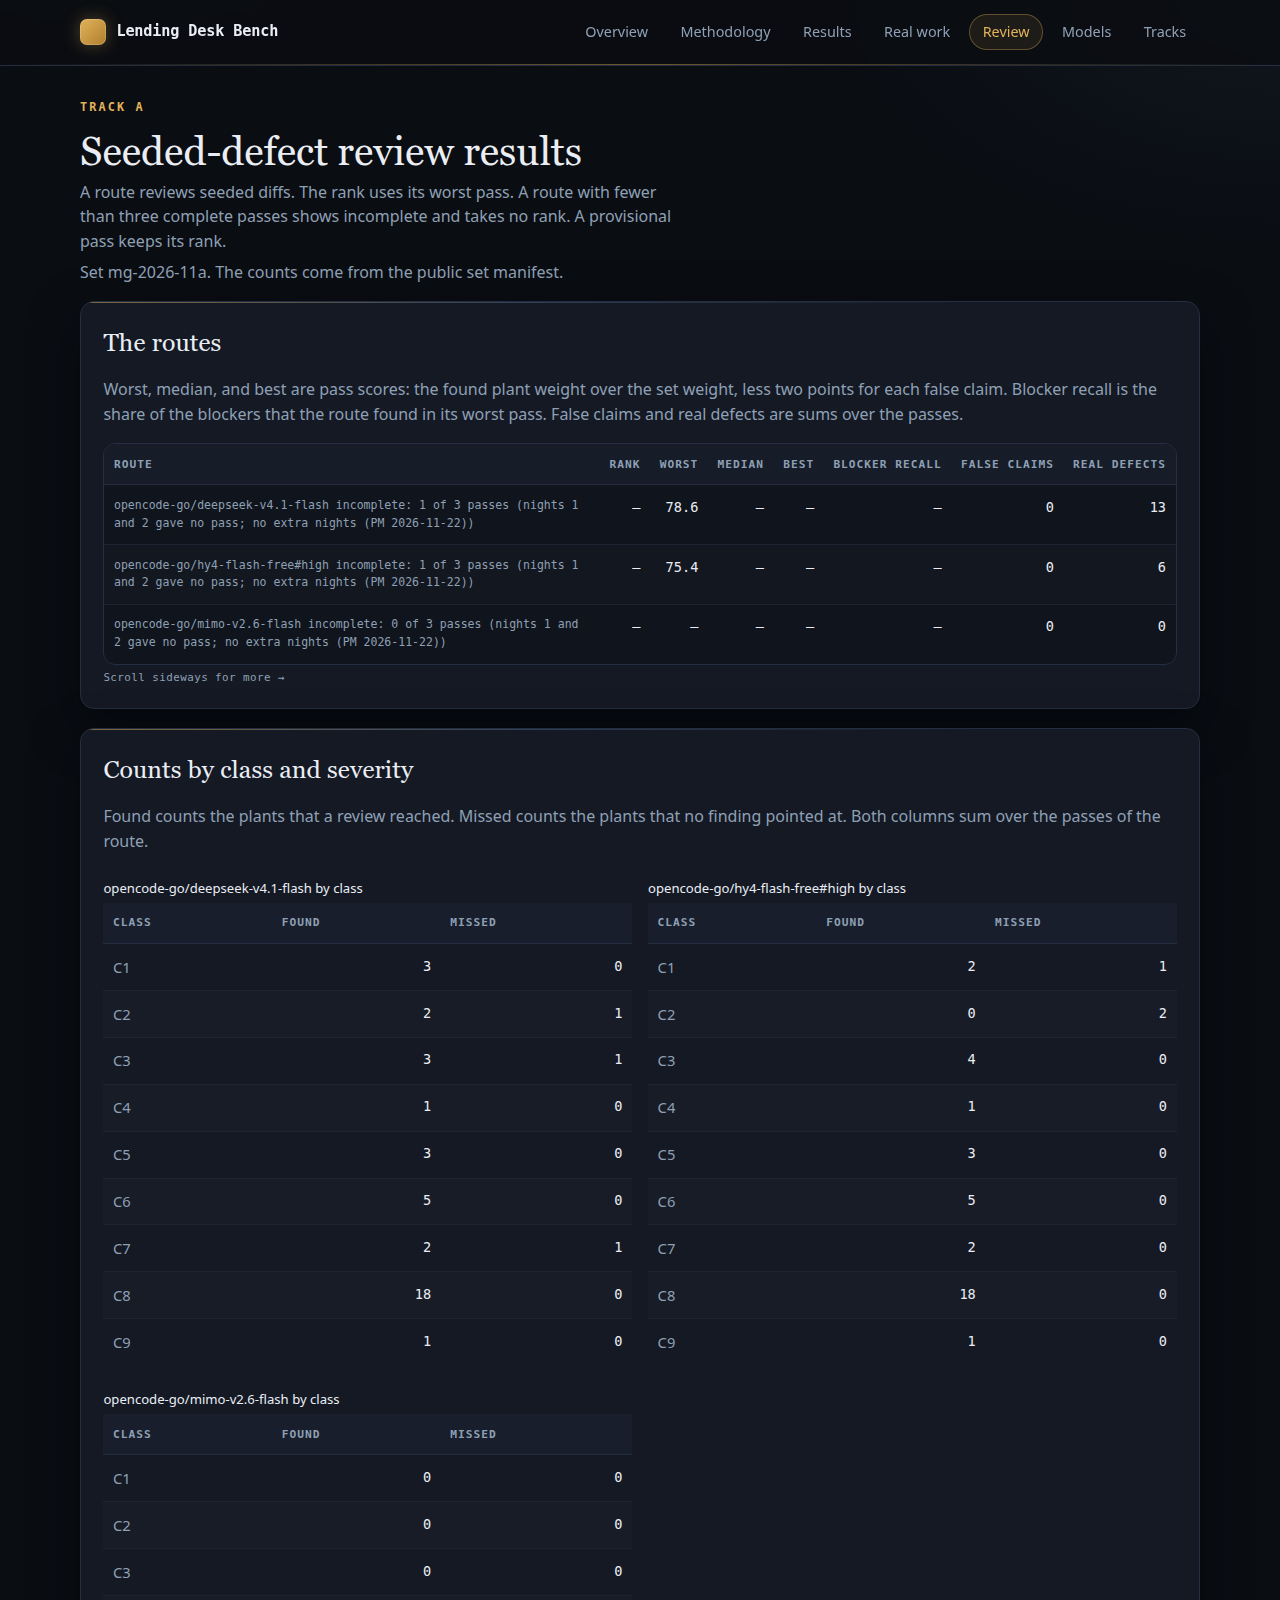 Lending Desk Bench
Overview Methodology Results Real work Review Models Tracks
TRACK A
Seeded-defect review results
A route reviews seeded diffs. The rank uses its worst pass. A route with fewer
than three complete passes shows incomplete and takes no rank. A provisional
pass keeps its rank.
Set mg-2026-11a. The counts come from the public set manifest.
The routes
Worst, median, and best are pass scores: the found plant weight over the set weight, less two points for each false claim. Blocker recall is the
share of the blockers that the route found in its worst pass. False claims and real defects are sums over the passes.
ROUTE RANK WORST MEDIAN BEST BLOCKER RECALL FALSE CLAIMS REAL DEFECTS
opencode-go/deepseek-v4.1-flash incomplete: 1 of 3 passes (nights 1
and 2 gave no pass; no extra nights (PM 2026-11-22)) — 78.6 — — — 0 13
opencode-go/hy4-flash-free#high incomplete: 1 of 3 passes (nights 1
and 2 gave no pass; no extra nights (PM 2026-11-22)) — 75.4 — — — 0 6
opencode-go/mimo-v2.6-flash incomplete: 0 of 3 passes (nights 1 and
2 gave no pass; no extra nights (PM 2026-11-22)) — — — — — 0 0
Scroll sideways for more →
Counts by class and severity
Found counts the plants that a review reached. Missed counts the plants that no finding pointed at. Both columns sum over the passes of the
route.
opencode-go/deepseek-v4.1-flash by class
CLASS FOUND MISSED
C1 3 0
C2 2 1
C3 3 1
C4 1 0
C5 3 0
C6 5 0
C7 2 1
C8 18 0
C9 1 0
opencode-go/hy4-flash-free#high by class
CLASS FOUND MISSED
C1 2 1
C2 0 2
C3 4 0
C4 1 0
C5 3 0
C6 5 0
C7 2 0
C8 18 0
C9 1 0
opencode-go/mimo-v2.6-flash by class
CLASS FOUND MISSED
C1 0 0
C2 0 0
C3 0 0